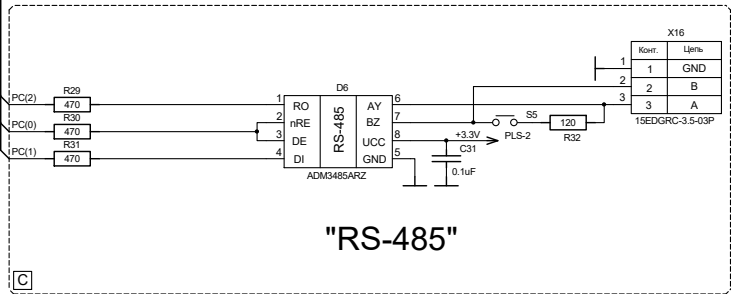 X16
Конт. Цепь
1 1 GND
2 2 B
3 3 A
15EDGRC-3.5-03P
PC(2) R29 470
PC(0) R30 470
PC(1) R31 470
D6
1 RO RS-485 AY 6
2 nRE BZ 7
3 DE UCC 8
4 DI GND 5
ADM3485ARZ
S5
PLS-2
120
R32
+3.3V
C31
0.1uF
"RS-485"
C